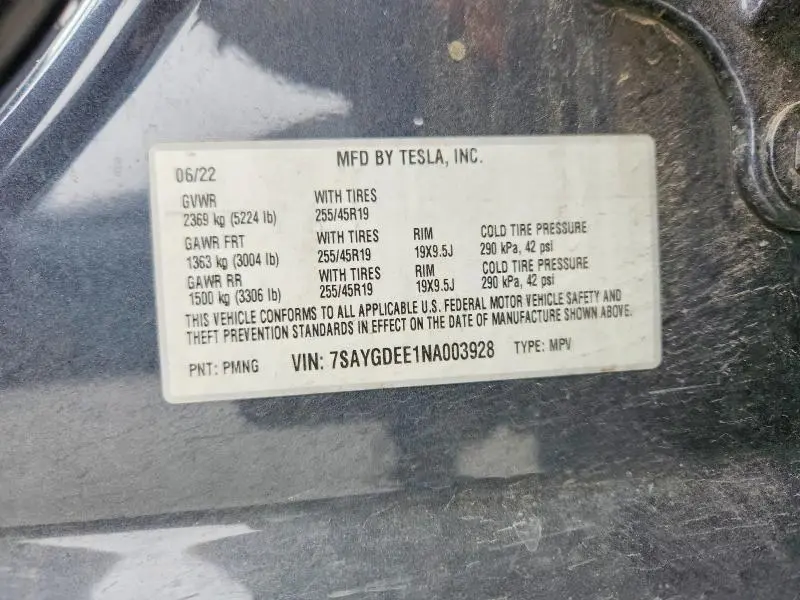 MFD BY TESLA, INC.
06/22
GVWR WITH TIRES
2369 kg (5224 lb) 255/45R19
GAWR FRT WITH TIRES RIM COLD TIRE PRESSURE
1363 kg (3004 lb) 255/45R19 19X9.5J 290 kPa, 42 psi
GAWR RR WITH TIRES RIM COLD TIRE PRESSURE
1500 kg (3306 lb) 255/45R19 19X9.5J 290 kPa, 42 psi
THIS VEHICLE CONFORMS TO ALL APPLICABLE U.S. FEDERAL MOTOR VEHICLE SAFETY AND
THEFT PREVENTION STANDARDS IN EFFECT ON THE DATE OF MANUFACTURE SHOWN ABOVE.
PNT: PMNG VIN: 7SAYGDEE1NA003928 TYPE: MPV